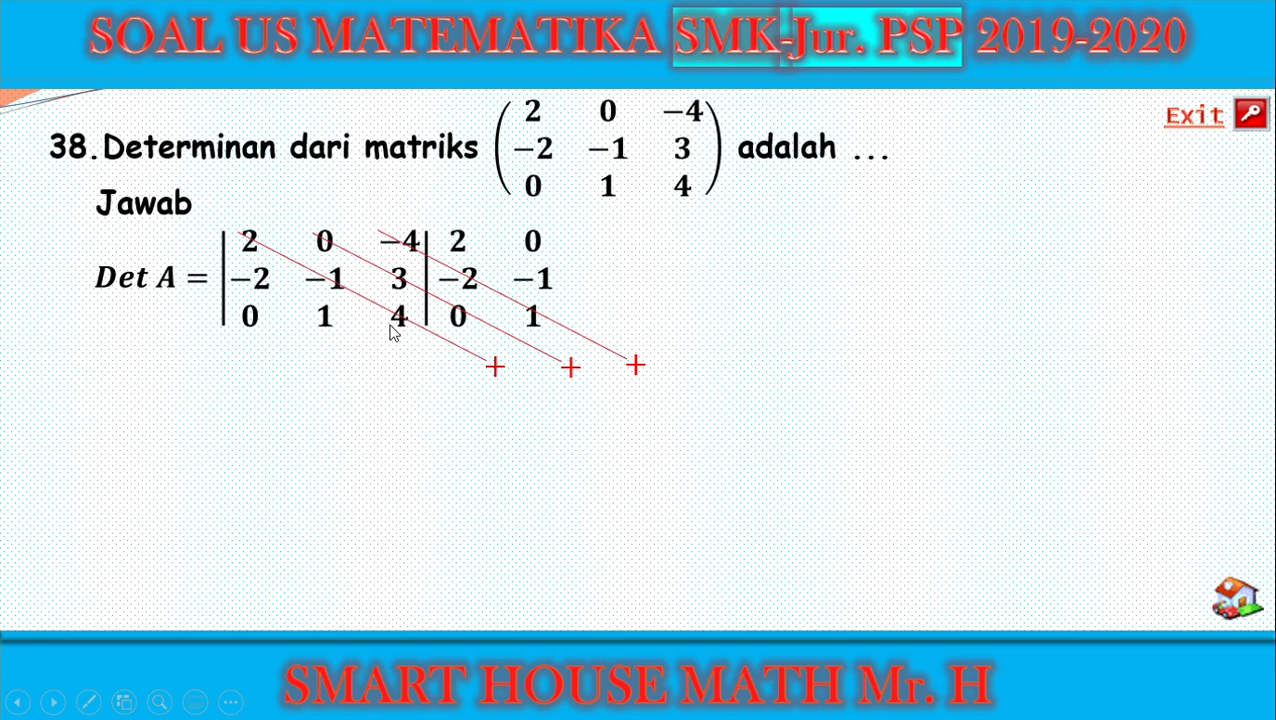 SOAL US MATEMATIKA SMK-Jur. PSP 2019-2020
Exit
2 0 −4
38. Determinan dari matriks −2 −1 3 adalah ...
0 1 4
Jawab
2 0 −4 2 0
Det A = −2 −1 3 −2 −1
0 1 4 0 1
+ + +
SMART HOUSE MATH Mr. H